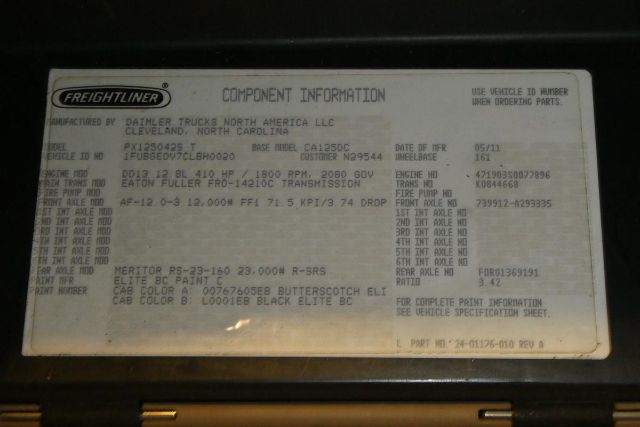 FREIGHTLINER ®
COMPONENT INFORMATION
USE VEHICLE ID NUMBER
WHEN ORDERING PARTS.
MANUFACTURED BY DAIMLER TRUCKS NORTH AMERICA LLC
CLEVELAND, NORTH CAROLINA
MODEL PX125042S T BASE MODEL CA125DC DATE OF MFR 05/11
VEHICLE ID NO 1FUBGEDV7CLBH0020 CUSTOMER N29544 WHEELBASE 161
ENGINE MOD DD13 12.8L 410 HP / 1800 RPM, 2080 GOV ENGINE NO 471903S0077896
MAIN TRANS MOD EATON FULLER FRO-14210C TRANSMISSION TRANS NO K0844668
FIRE PUMP MOD FIRE PUMP NO
FRONT AXLE MOD AF-12.0-3 12,000# FF1 71.5 KPI/3.74 DROP FRONT AXLE NO 739912-A293335
1ST INT AXLE MOD 1ST INT AXLE NO
2ND INT AXLE MOD 2ND INT AXLE NO
3RD INT AXLE MOD 3RD INT AXLE NO
4TH INT AXLE MOD 4TH INT AXLE NO
5TH INT AXLE MOD 5TH INT AXLE NO
6TH INT AXLE MOD 6TH INT AXLE NO
REAR AXLE MOD MERITOR RS-23-160 23,000# R-SRS REAR AXLE NO FDR01369191
PAINT MFR ELITE BC PAINT C RATIO 3.42
PAINT NUMBER CAB COLOR A: 00767605EB BUTTERSCOTCH ELI
CAB COLOR B: L0001EB BLACK ELITE BC
FOR COMPLETE PAINT INFORMATION
SEE VEHICLE SPECIFICATION SHEET.
L PART NO. 24-01176-010 REV A